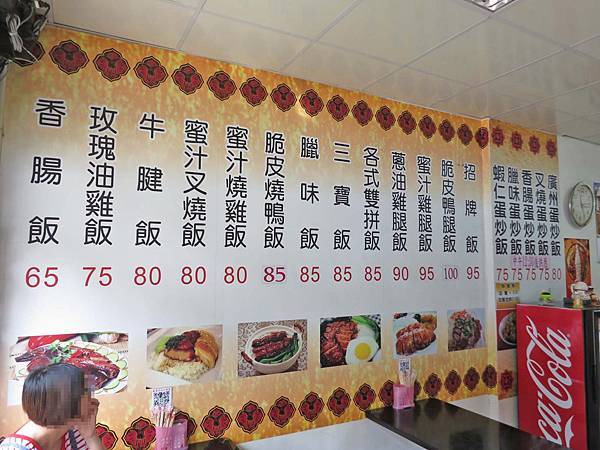 招牌飯 95
脆皮鴨腿飯 100
蜜汁雞腿飯 95
蔥油雞腿飯 90
各式雙拼飯 85
三寶飯 85
臘味飯 85
脆皮燒鴨飯 85
蜜汁燒雞飯 80
蜜汁叉燒飯 80
牛腱飯 80
玫瑰油雞飯 75
香腸飯 65
廣州蛋炒飯 80
叉燒蛋炒飯 75
香腸蛋炒飯 75
臘味蛋炒飯 75
蝦仁蛋炒飯 75
Coca-Cola